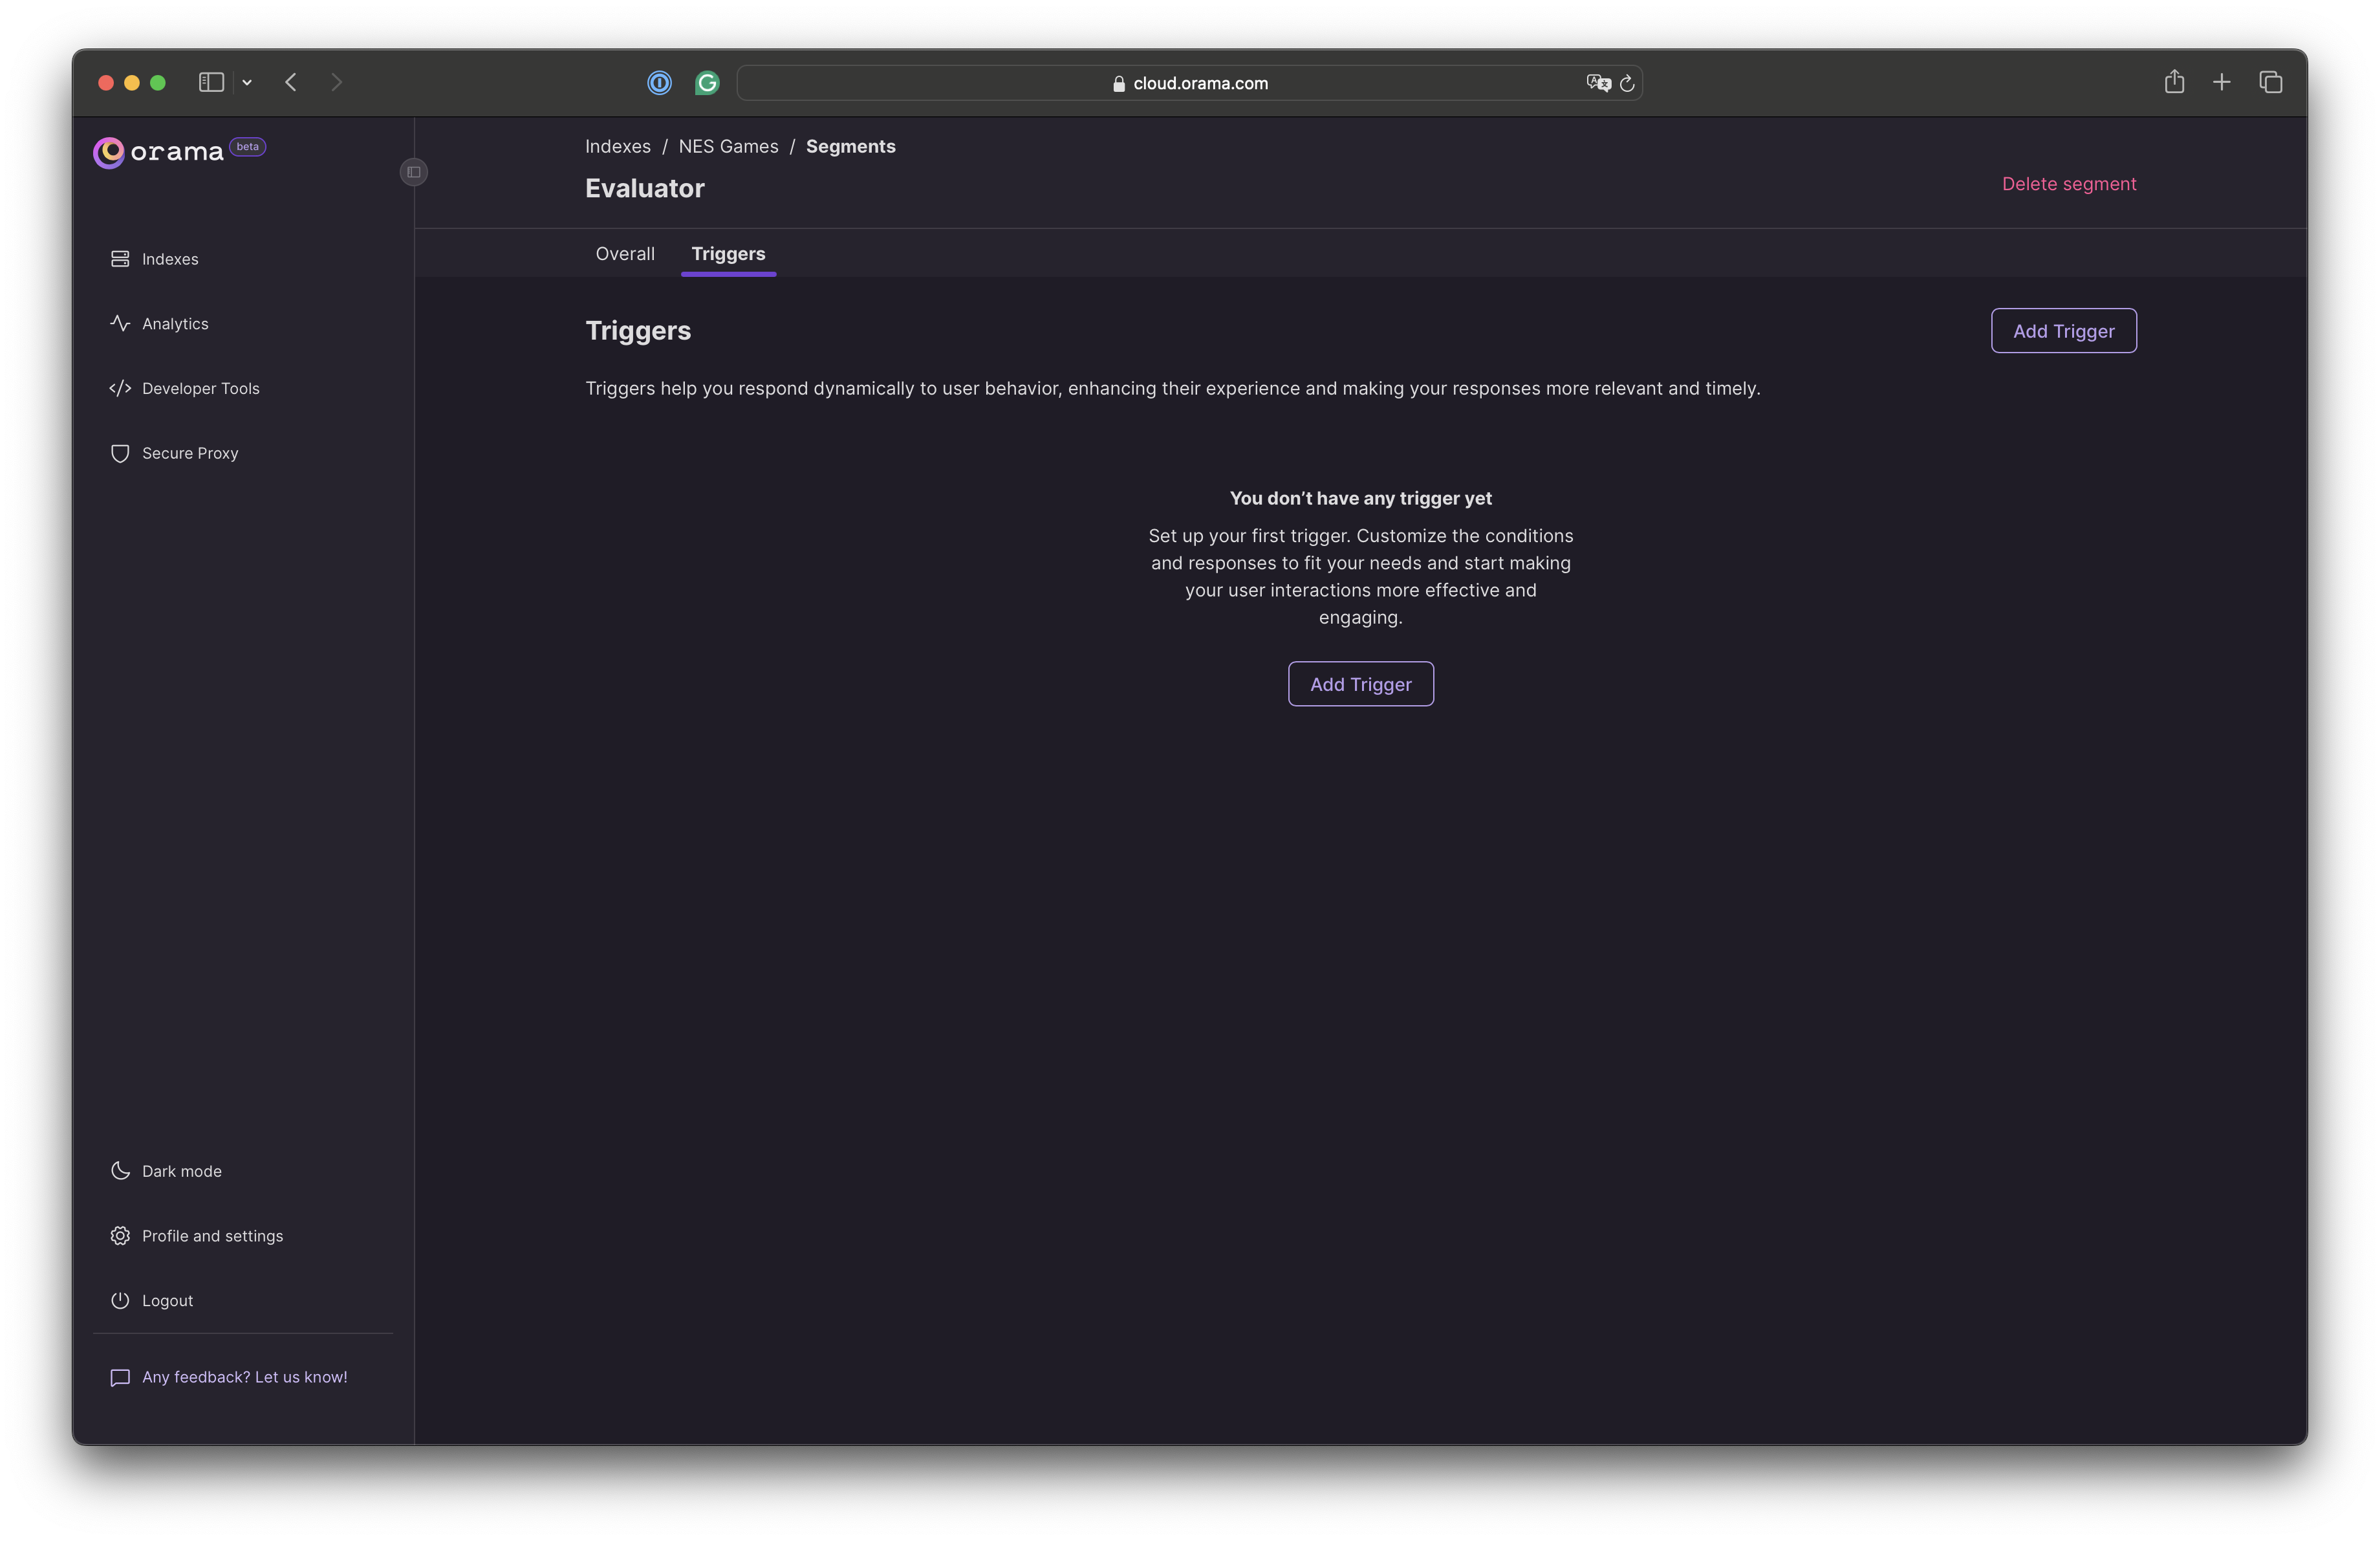 cloud.orama.com
orama beta
Indexes
Analytics
Developer Tools
Secure Proxy
Dark mode
Profile and settings
Logout
Any feedback? Let us know!
Indexes / NES Games / Segments
Evaluator
Delete segment
Overall Triggers
Triggers
Add Trigger
Triggers help you respond dynamically to user behavior, enhancing their experience and making your responses more relevant and timely.
You don’t have any trigger yet
Set up your first trigger. Customize the conditions
and responses to fit your needs and start making
your user interactions more effective and
engaging.
Add Trigger